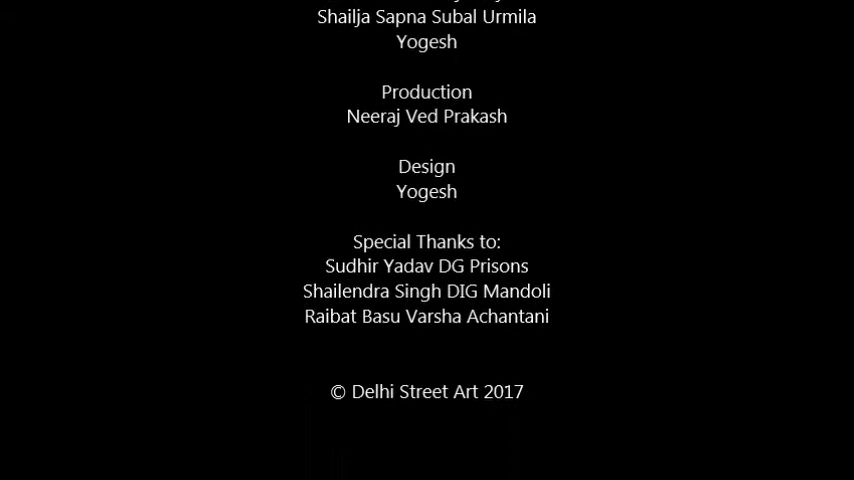 Shailja Sapna Subal Urmila
Yogesh
Production
Neeraj Ved Prakash
Design
Yogesh
Special Thanks to:
Sudhir Yadav DG Prisons
Shailendra Singh DIG Mandoli
Raibat Basu Varsha Achantani
© Delhi Street Art 2017